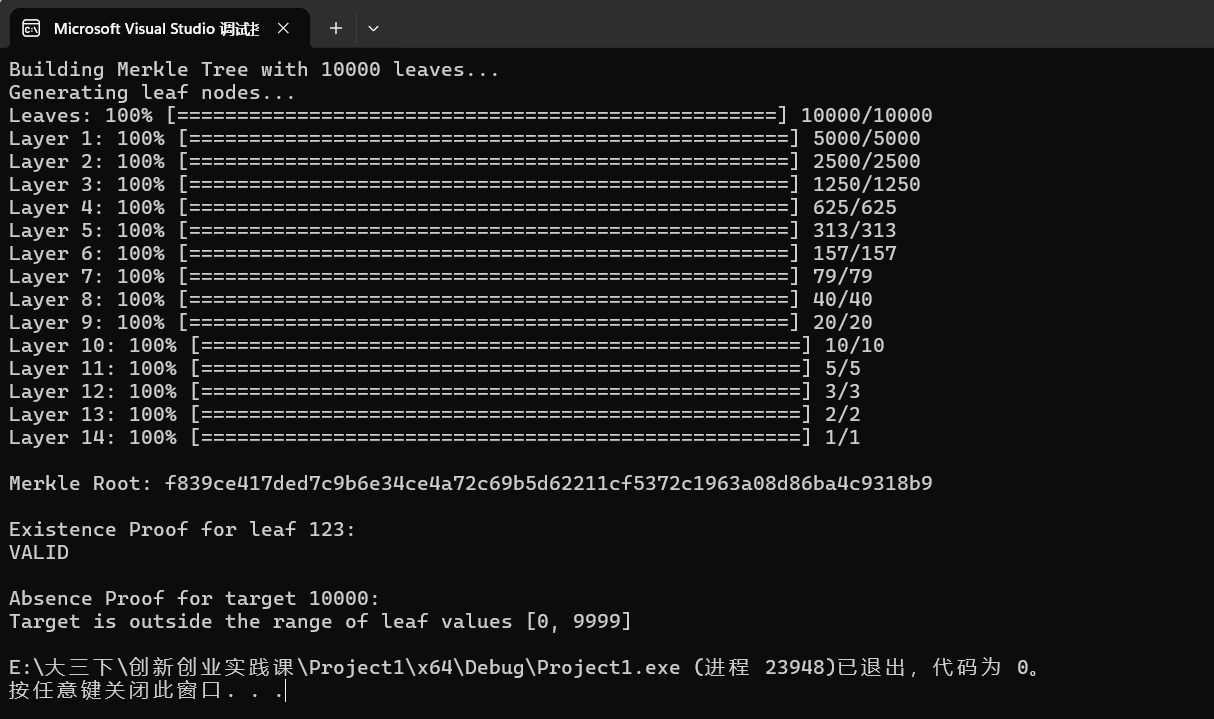 Microsoft Visual Studio 调试
Building Merkle Tree with 10000 leaves...
Generating leaf nodes...
Leaves: 100% [==================================================] 10000/10000
Layer 1: 100% [==================================================] 5000/5000
Layer 2: 100% [==================================================] 2500/2500
Layer 3: 100% [==================================================] 1250/1250
Layer 4: 100% [==================================================] 625/625
Layer 5: 100% [==================================================] 313/313
Layer 6: 100% [==================================================] 157/157
Layer 7: 100% [==================================================] 79/79
Layer 8: 100% [==================================================] 40/40
Layer 9: 100% [==================================================] 20/20
Layer 10: 100% [==================================================] 10/10
Layer 11: 100% [==================================================] 5/5
Layer 12: 100% [==================================================] 3/3
Layer 13: 100% [==================================================] 2/2
Layer 14: 100% [==================================================] 1/1
Merkle Root: f839ce417ded7c9b6e34ce4a72c69b5d62211cf5372c1963a08d86ba4c9318b9
Existence Proof for leaf 123:
VALID
Absence Proof for target 10000:
Target is outside the range of leaf values [0, 9999]
E:\大三下\创新创业实践课\Project1\x64\Debug\Project1.exe (进程 23948)已退出，代码为 0。
按任意键关闭此窗口. . .